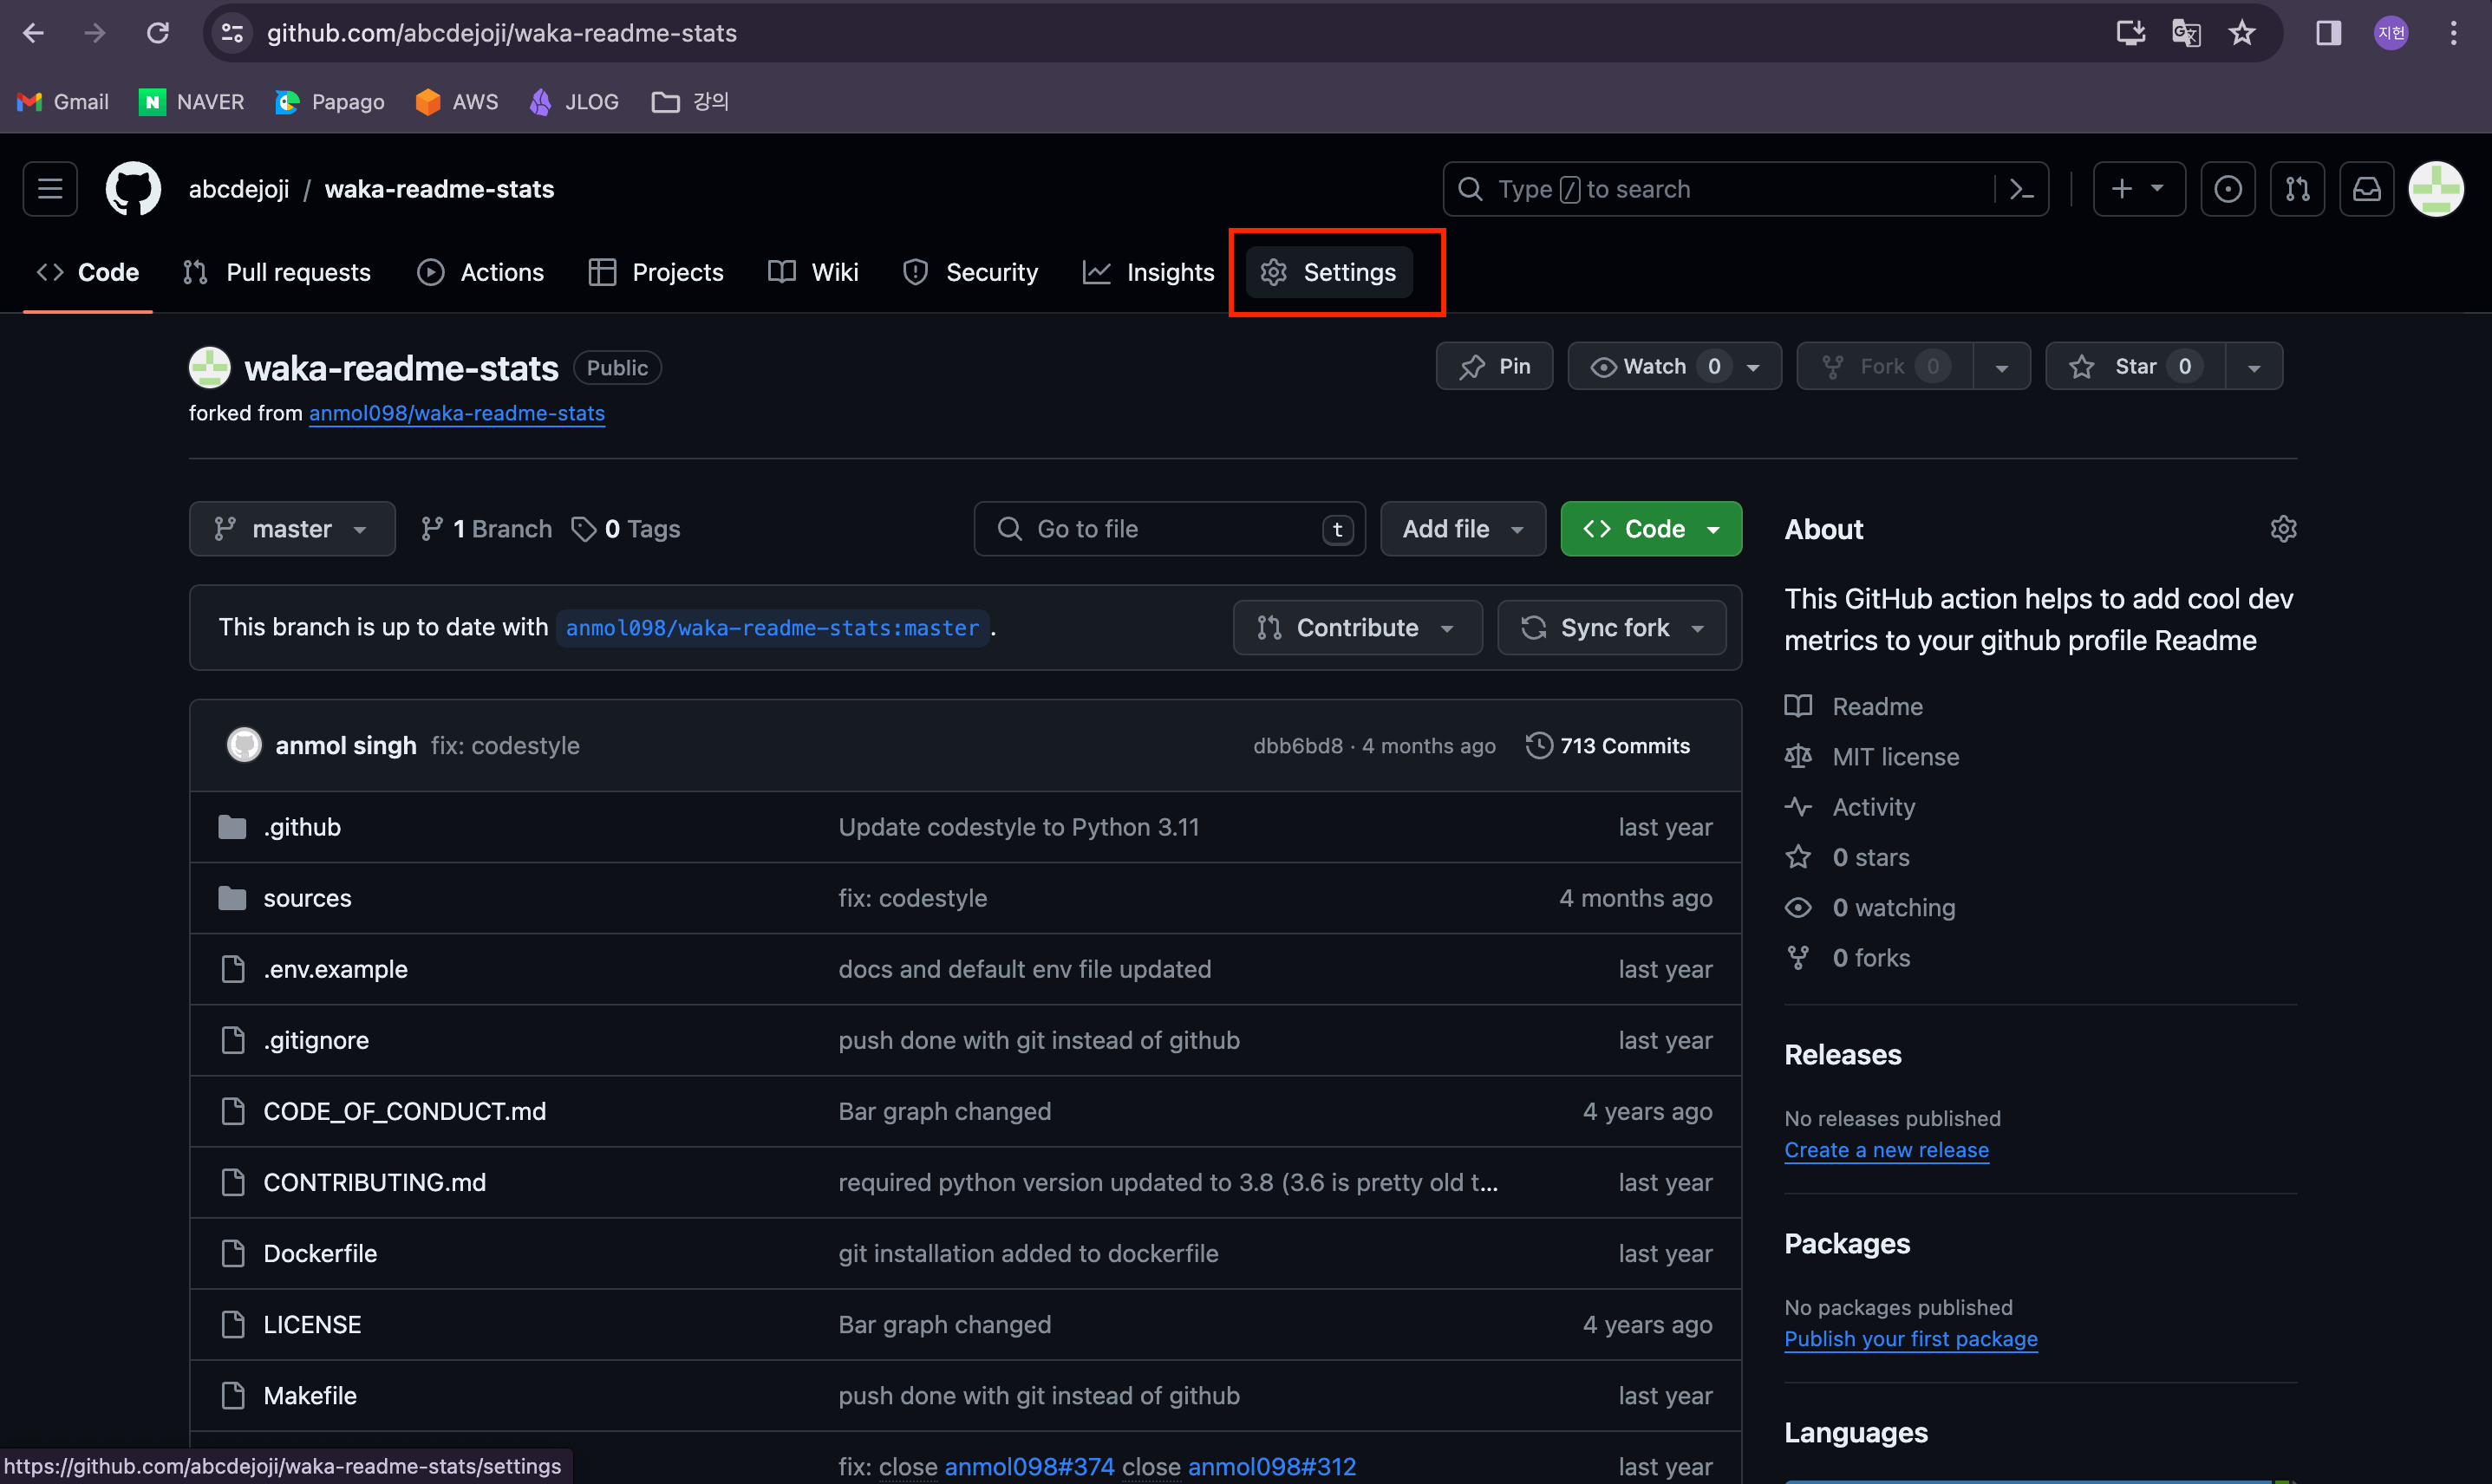 github.com/abcdejoji/waka-readme-stats
지헌
Gmail NAVER Papago AWS JLOG 강의
abcdejoji / waka-readme-stats Type / to search
Code Pull requests Actions Projects Wiki Security Insights Settings
waka-readme-stats Public Pin Watch 0 Fork 0 Star 0
forked from anmol098/waka-readme-stats
master 1 Branch 0 Tags Go to file t Add file Code
This branch is up to date with anmol098/waka-readme-stats:master . Contribute Sync fork
anmol singh fix: codestyle dbb6bd8 · 4 months ago 713 Commits
.github Update codestyle to Python 3.11 last year
sources fix: codestyle 4 months ago
.env.example docs and default env file updated last year
.gitignore push done with git instead of github last year
CODE_OF_CONDUCT.md Bar graph changed 4 years ago
CONTRIBUTING.md required python version updated to 3.8 (3.6 is pretty old t... last year
Dockerfile git installation added to dockerfile last year
LICENSE Bar graph changed 4 years ago
Makefile push done with git instead of github last year
fix: close anmol098#374 close anmol098#312 last year
About
This GitHub action helps to add cool dev
metrics to your github profile Readme
Readme
MIT license
Activity
0 stars
0 watching
0 forks
Releases
No releases published
Create a new release
Packages
No packages published
Publish your first package
Languages
https://github.com/abcdejoji/waka-readme-stats/settings